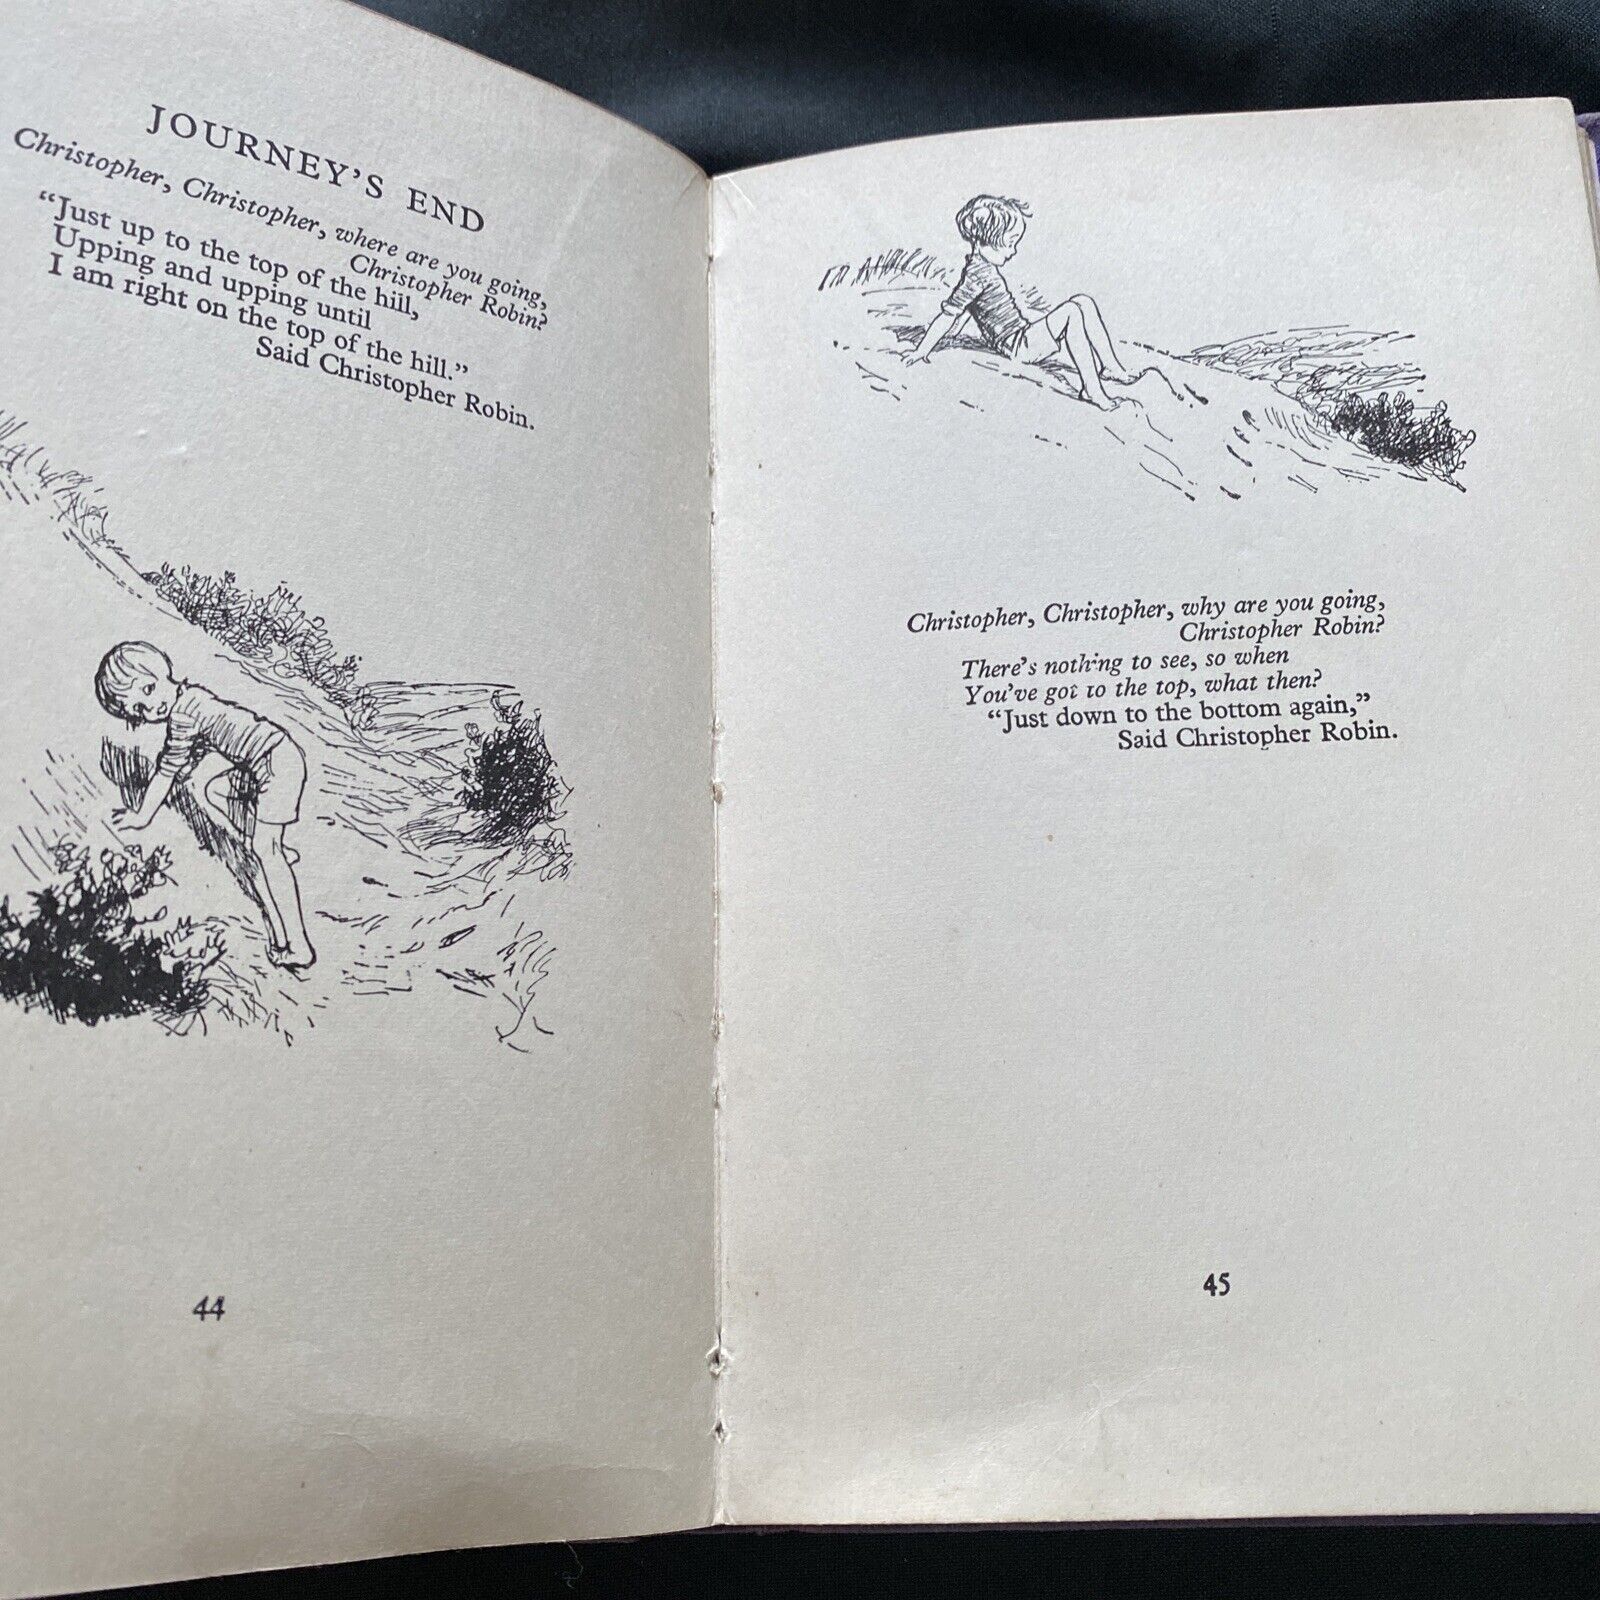 JOURNEY'S END
Christopher, Christopher, where are you going,
Christopher Robin?
“Just up to the top of the hill,
Upping and upping until
I am right on the top of the hill.”
Said Christopher Robin.
44
Christopher, Christopher, why are you going,
Christopher Robin?
There's nothing to see, so when
You've got to the top, what then?
“Just down to the bottom again,”
Said Christopher Robin.
45